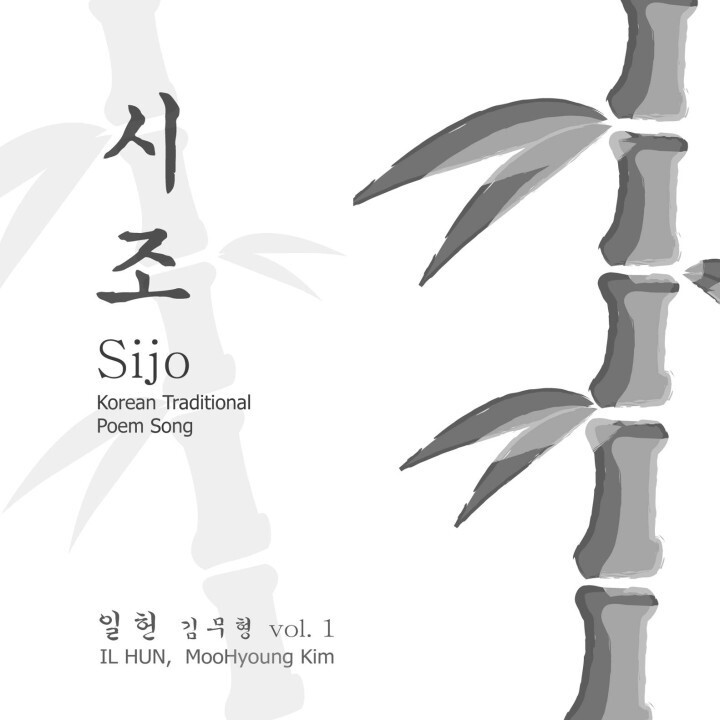 시
조
Sijo
Korean Traditional
Poem Song
일헌 김무형 vol. 1
IL HUN, MooHyoung Kim